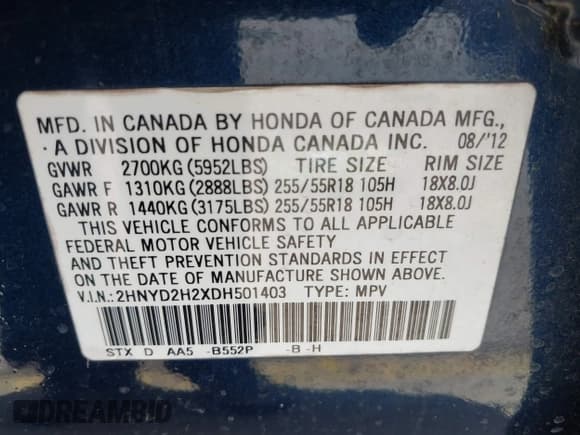 MFD. IN CANADA BY HONDA OF CANADA MFG.,
A DIVISION OF HONDA CANADA INC. 08/'12
GVWR 2700KG (5952LBS) TIRE SIZE RIM SIZE
GAWR F 1310KG (2888LBS) 255/55R18 105H 18X8.0J
GAWR R 1440KG (3175LBS) 255/55R18 105H 18X8.0J
THIS VEHICLE CONFORMS TO ALL APPLICABLE
FEDERAL MOTOR VEHICLE SAFETY
AND THEFT PREVENTION STANDARDS IN EFFECT
ON THE DATE OF MANUFACTURE SHOWN ABOVE.
V.I.N.: 2HNYD2H2XDH501403 TYPE: MPV
STX D AA5 -B552P -B -H
DREAMBID